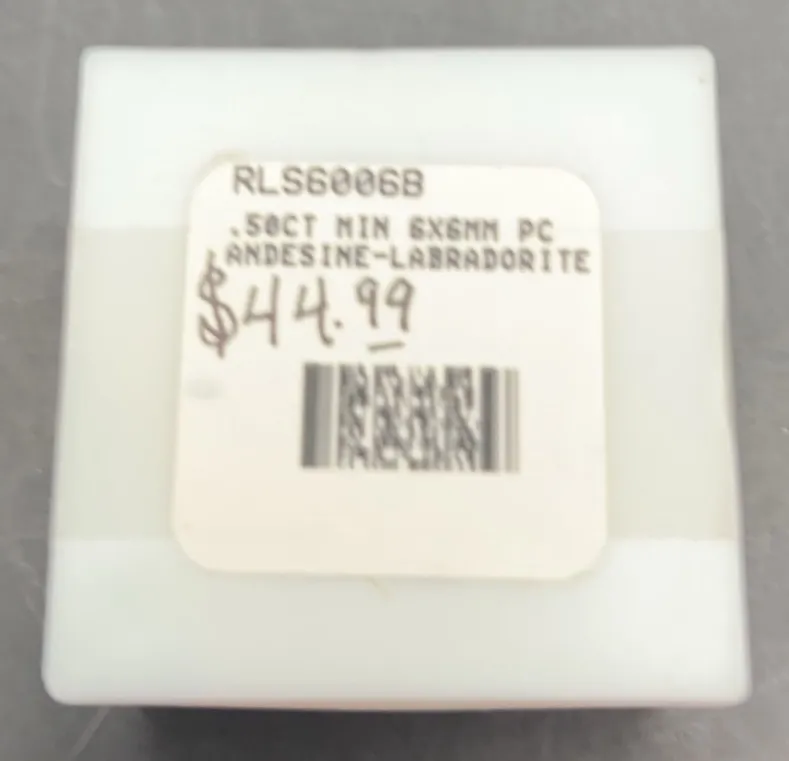 RLS6006B
.50CT MIN 6X6MM PC
ANDESINE-LABRADORITE
$44.99